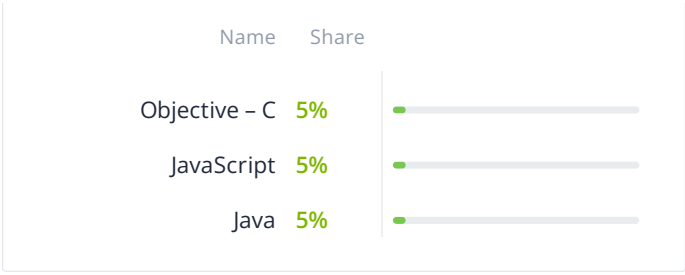 Name Share
Objective – C 5%
JavaScript 5%
Java 5%